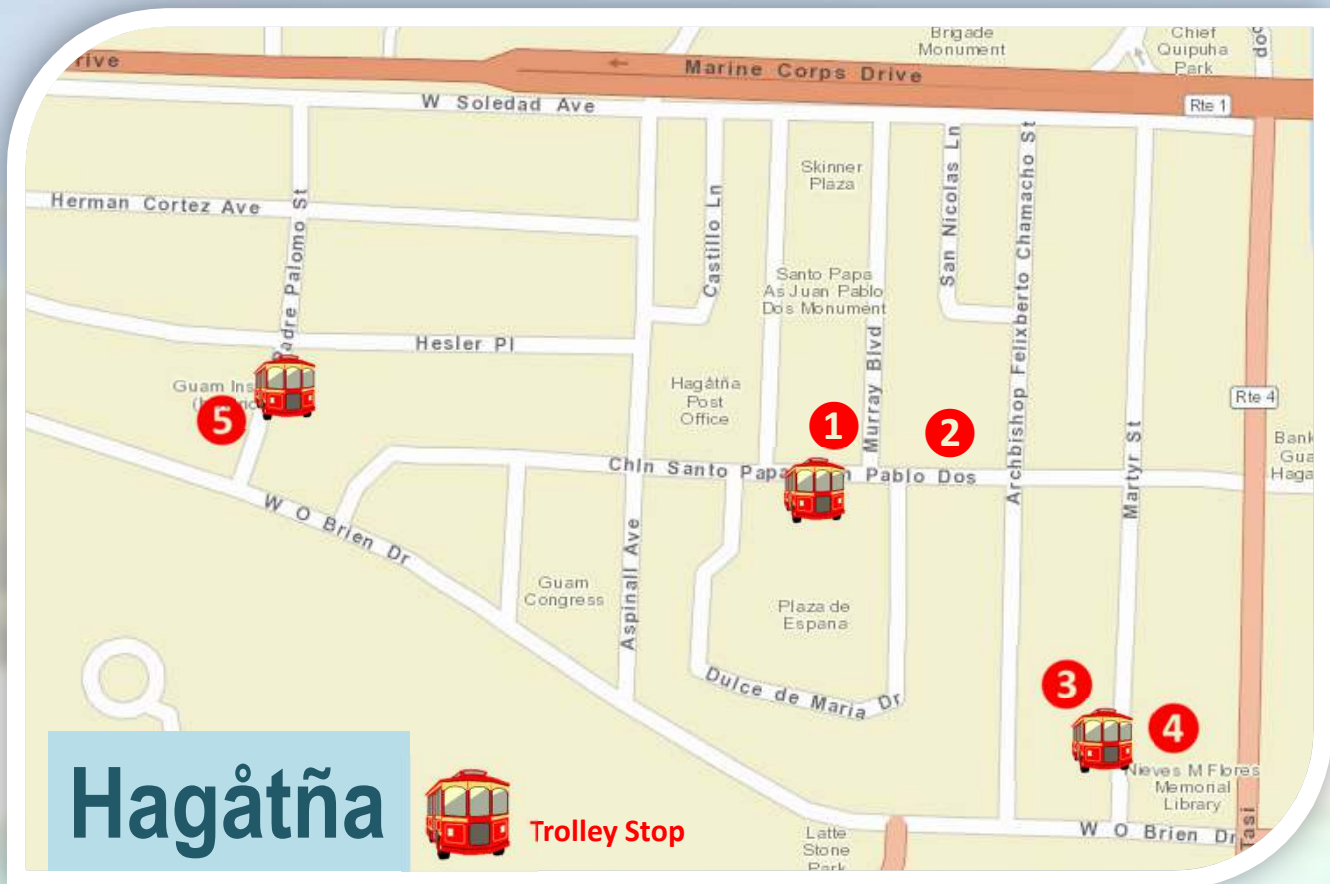 Brigade
Monument
Chief
Quipuha
Park
rive
Marine Corps Drive
Rte 1
W Soledad Ave
Skinner
Plaza
Herman Cortez Ave
Padre Palomo St
Castillo Ln
San Nicolas Ln
Archbishop Felixberto Chamacho St
Santo Papa
As Juan Pablo
Dos Monument
Murray Blvd
Hesler Pl
Guam Ins
5
Hagåtña
Post
Office
1
2
Rte 4
Martyr St
Bank
Gua
Haga
Chln Santo Papa
Pablo Dos
W O Brien Dr
Aspinall Ave
Guam
Congress
Plaza de
Espana
Dulce de Maria Dr
3
4
Nieves M Flores
Memorial
Library
Hagåtña
Trolley Stop
Latte
Stone
Park
W O Brien Dr
Tasi